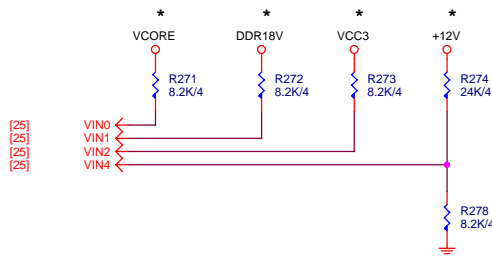 * * * *
VCORE DDR18V VCC3 +12V
R271 R272 R273 R274
8.2K/4 8.2K/4 8.2K/4 24K/4
[25] VIN0
[25] VIN1
[25] VIN2
[25] VIN4
R278
8.2K/4